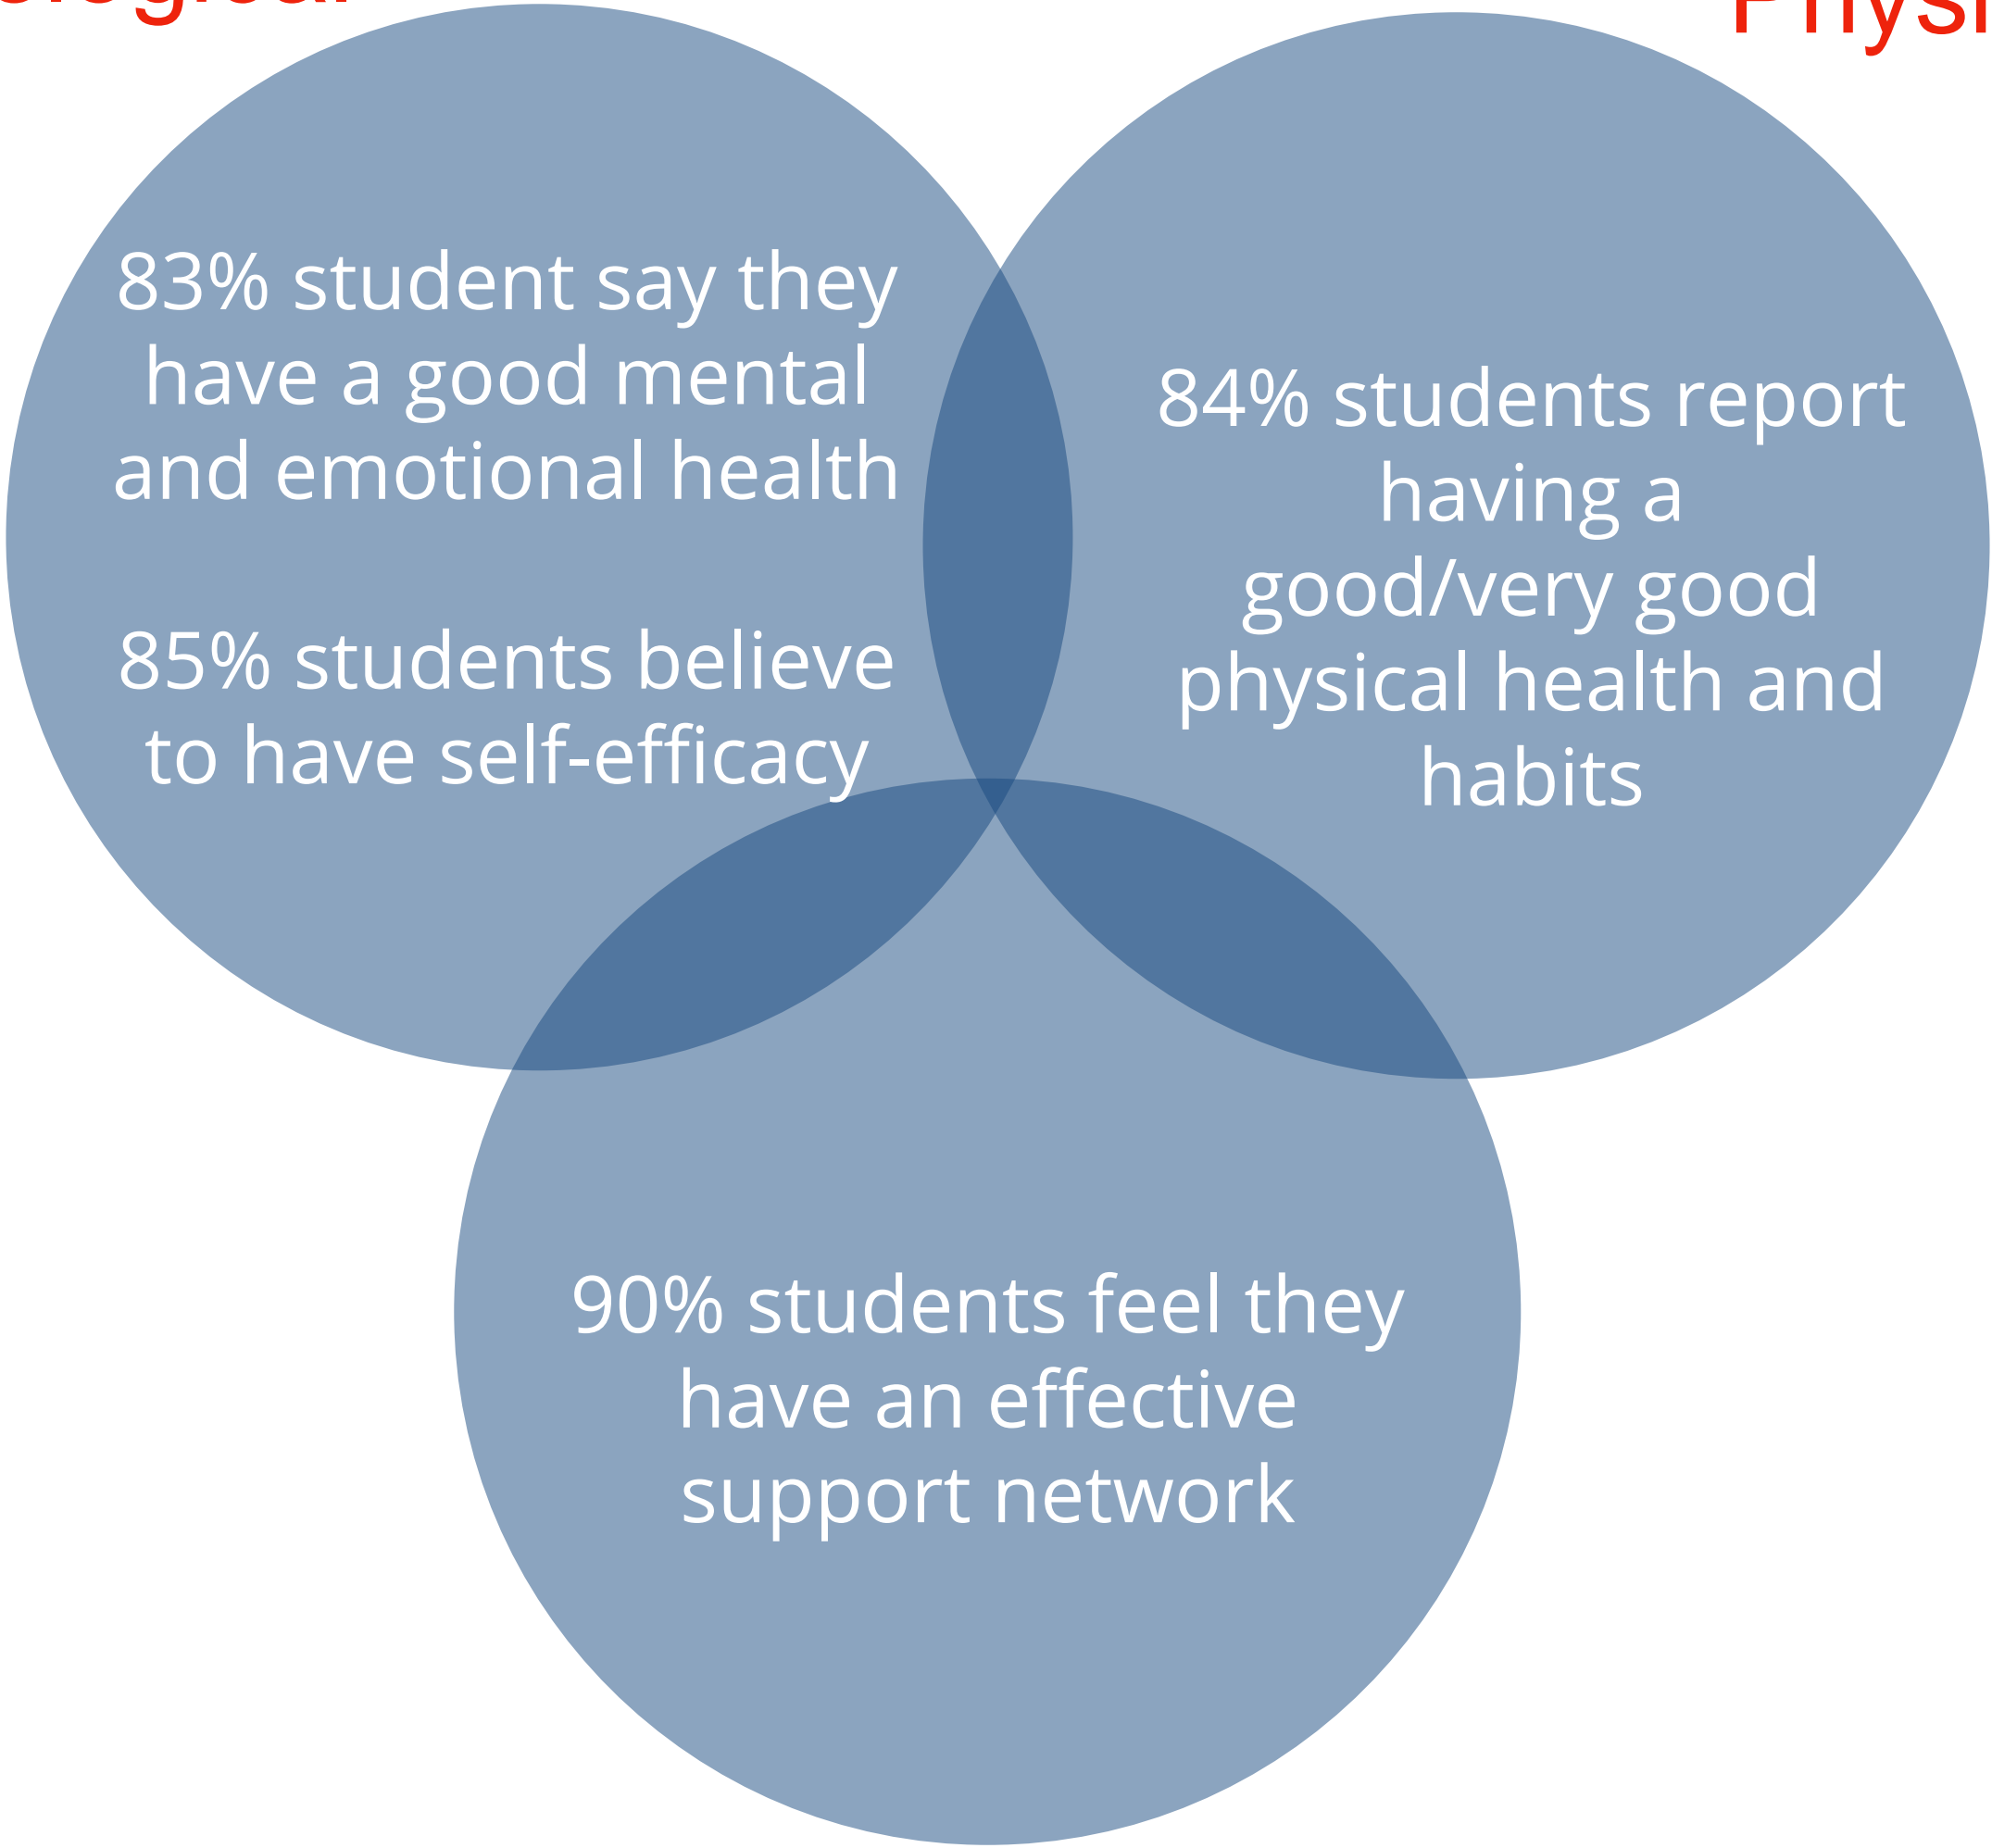 Physi
83% student say they
have a good mental
and emotional health
85% students believe
to have self-efficacy
84% students report
having a
good/very good
physical health and
habits
90% students feel they
have an effective
support network